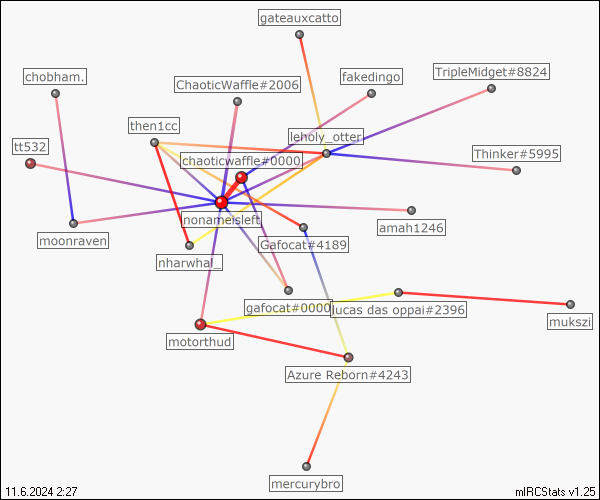 gateauxcatto
chobham.
ChaoticWaffle#2006
fakedingo
TripleMidget#8824
then1cc
leholy_otter
tt532
chaoticwaffle#0000
Thinker#5995
nonameisleft
amah1246
moonraven
Gafocat#4189
nharwhal_
gafocat#0000
lucas das oppai#2396
mukszi
motorthud
Azure Reborn#4243
mercurybro
11.6.2024 2:27
mIRCStats v1.25